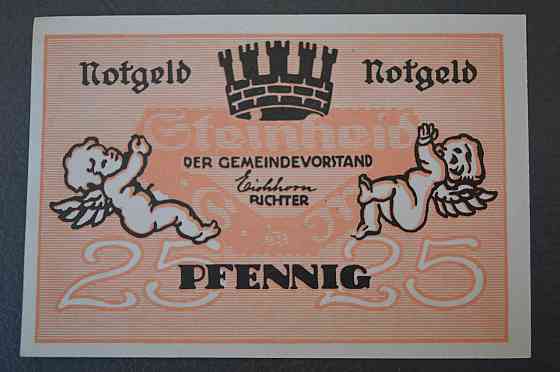 Notgeld Notgeld
Steinheid
DER GEMEINDEVORSTAND
Eichhorn
RICHTER
25 PFENNIG 25